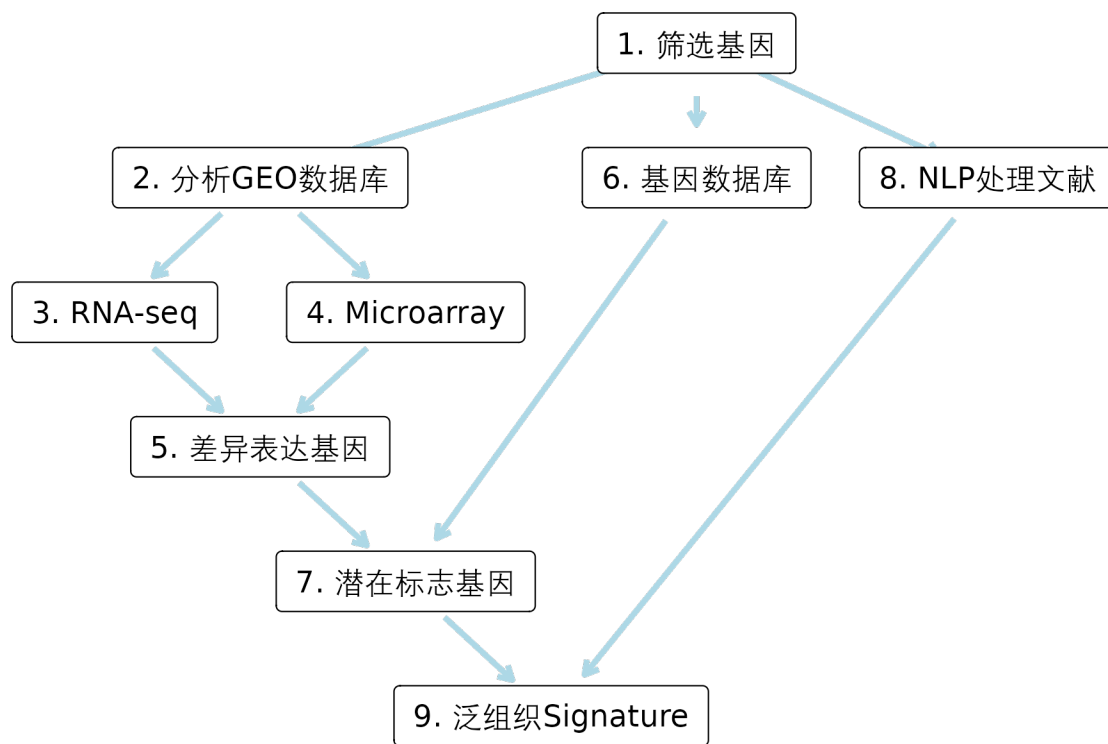 1. 筛选基因
2. 分析GEO数据库
6. 基因数据库
8. NLP处理文献
3. RNA-seq
4. Microarray
5. 差异表达基因
7. 潜在标志基因
9. 泛组织Signature